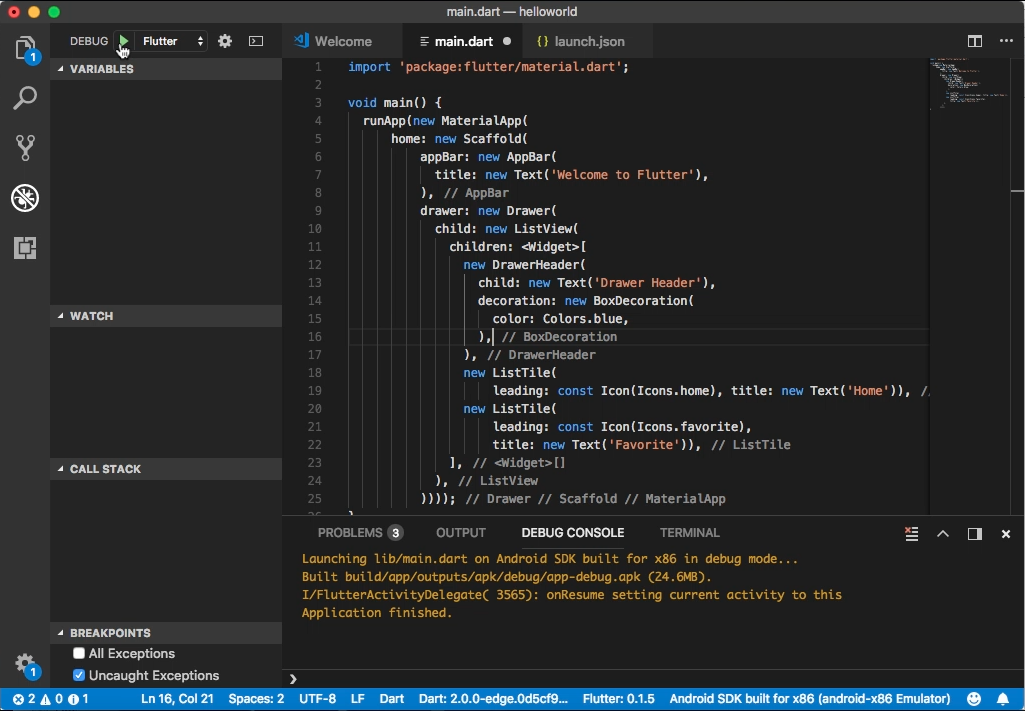 main.dart — helloworld
DEBUG Flutter
Welcome main.dart launch.json
1
VARIABLES
WATCH
CALL STACK
BREAKPOINTS
All Exceptions
Uncaught Exceptions
1
1 import 'package:flutter/material.dart';
2
3 void main() {
4 runApp(new MaterialApp(
5 home: new Scaffold(
6 appBar: new AppBar(
7 title: new Text('Welcome to Flutter'),
8 ), // AppBar
9 drawer: new Drawer(
10 child: new ListView(
11 children: <Widget>[
12 new DrawerHeader(
13 child: new Text('Drawer Header'),
14 decoration: new BoxDecoration(
15 color: Colors.blue,
16 ), // BoxDecoration
17 ), // DrawerHeader
18 new ListTile(
19 leading: const Icon(Icons.home), title: new Text('Home')), //
20 new ListTile(
21 leading: const Icon(Icons.favorite),
22 title: new Text('Favorite')), // ListTile
23 ], // <Widget>[]
24 ), // ListView
25 )))); // Drawer // Scaffold // MaterialApp
26 }
PROBLEMS 3 OUTPUT DEBUG CONSOLE TERMINAL
Launching lib/main.dart on Android SDK built for x86 in debug mode...
Built build/app/outputs/apk/debug/app-debug.apk (24.6MB).
I/FlutterActivityDelegate( 3565): onResume setting current activity to this
Application finished.
2 0 1 Ln 16, Col 21 Spaces: 2 UTF-8 LF Dart Dart: 2.0.0-edge.0d5cf9... Flutter: 0.1.5 Android SDK built for x86 (android-x86 Emulator)